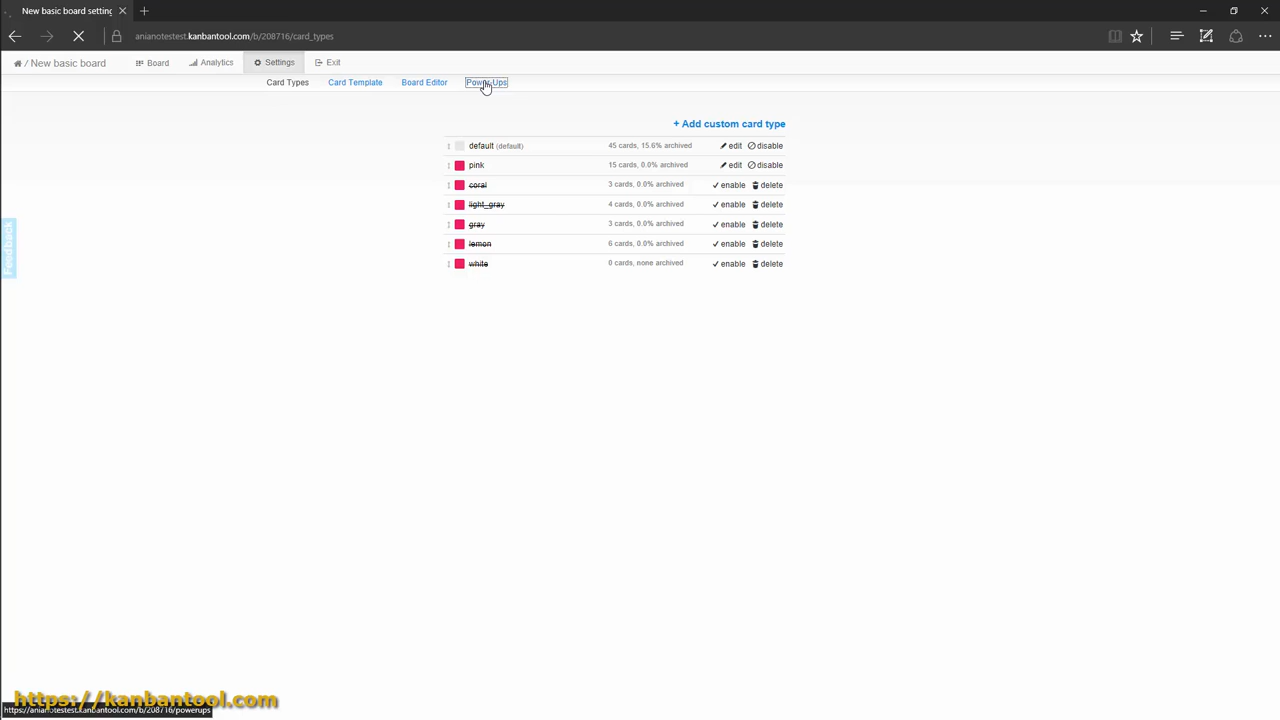 New basic board setting
anianotestest.kanbantool.com/b/208716/card_types
/ New basic board
Board
Analytics
Settings
Exit
Card Types
Card Template
Board Editor
Power-Ups
+ Add custom card type
default (default) 45 cards, 15.6% archived edit disable
pink 15 cards, 0.0% archived edit disable
coral 3 cards, 0.0% archived enable delete
light_gray 4 cards, 0.0% archived enable delete
gray 3 cards, 0.0% archived enable delete
lemon 6 cards, 0.0% archived enable delete
white 0 cards, none archived enable delete
Feedback
https://kanbantool.com
https://anianotestest.kanbantool.com/b/208716/powerups